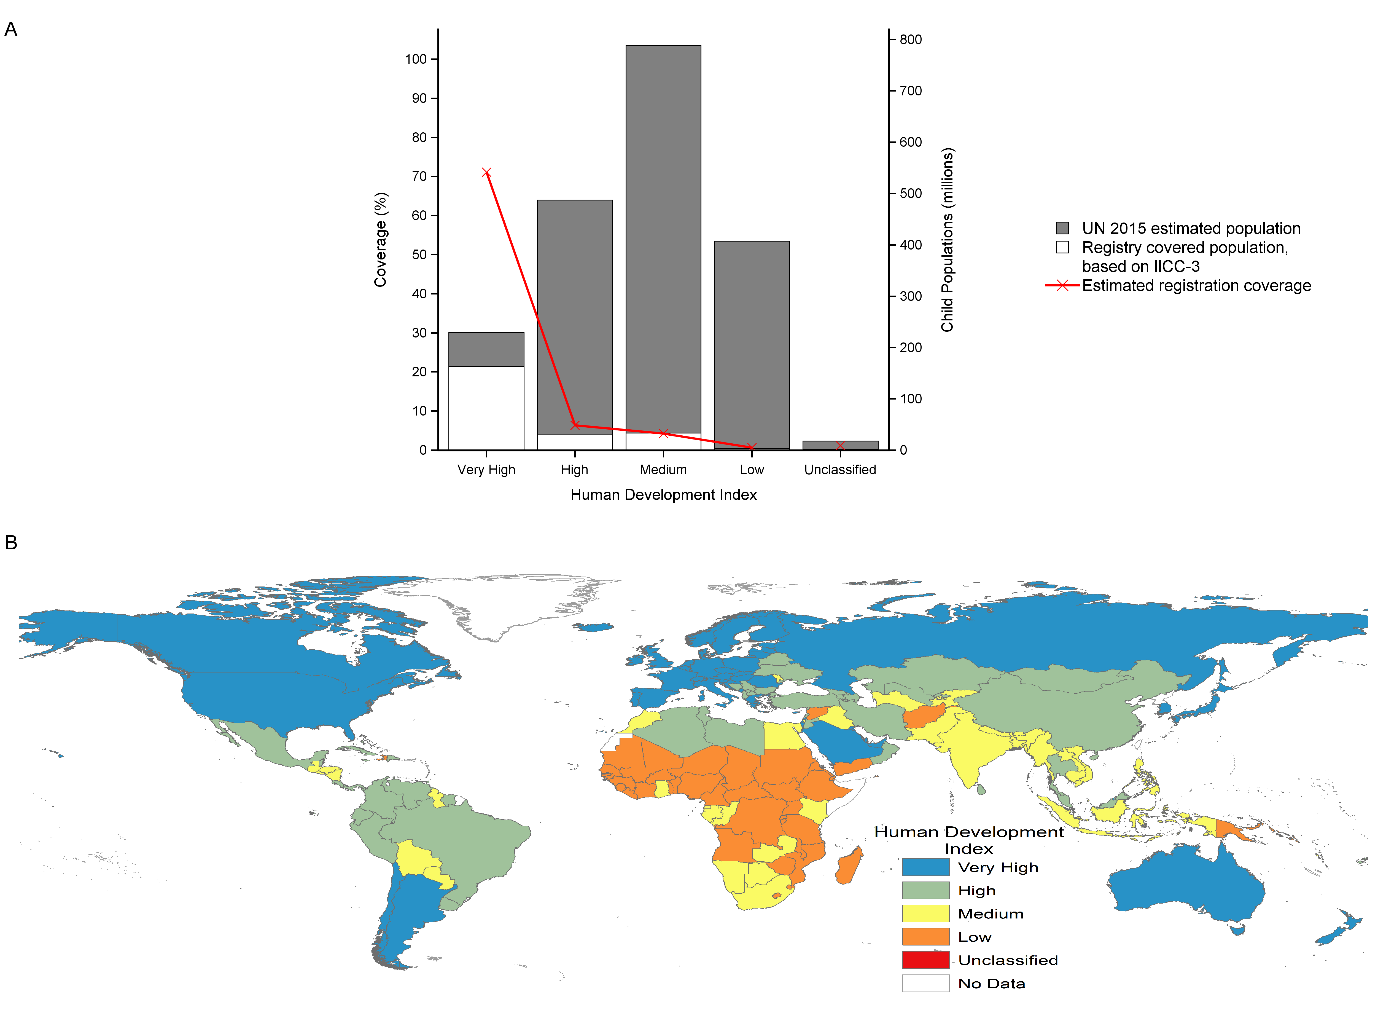 A
100
90
80
70
60
50
40
30
20
10
0
Coverage (%)
800
700
600
500
400
300
200
100
0
Child Populations (millions)
Very High
High
Medium
Low
Unclassified
Human Development Index
UN 2015 estimated population
Registry covered population,
based on IICC-3
Estimated registration coverage
B
Human Development
Index
Very High
High
Medium
Low
Unclassified
No Data